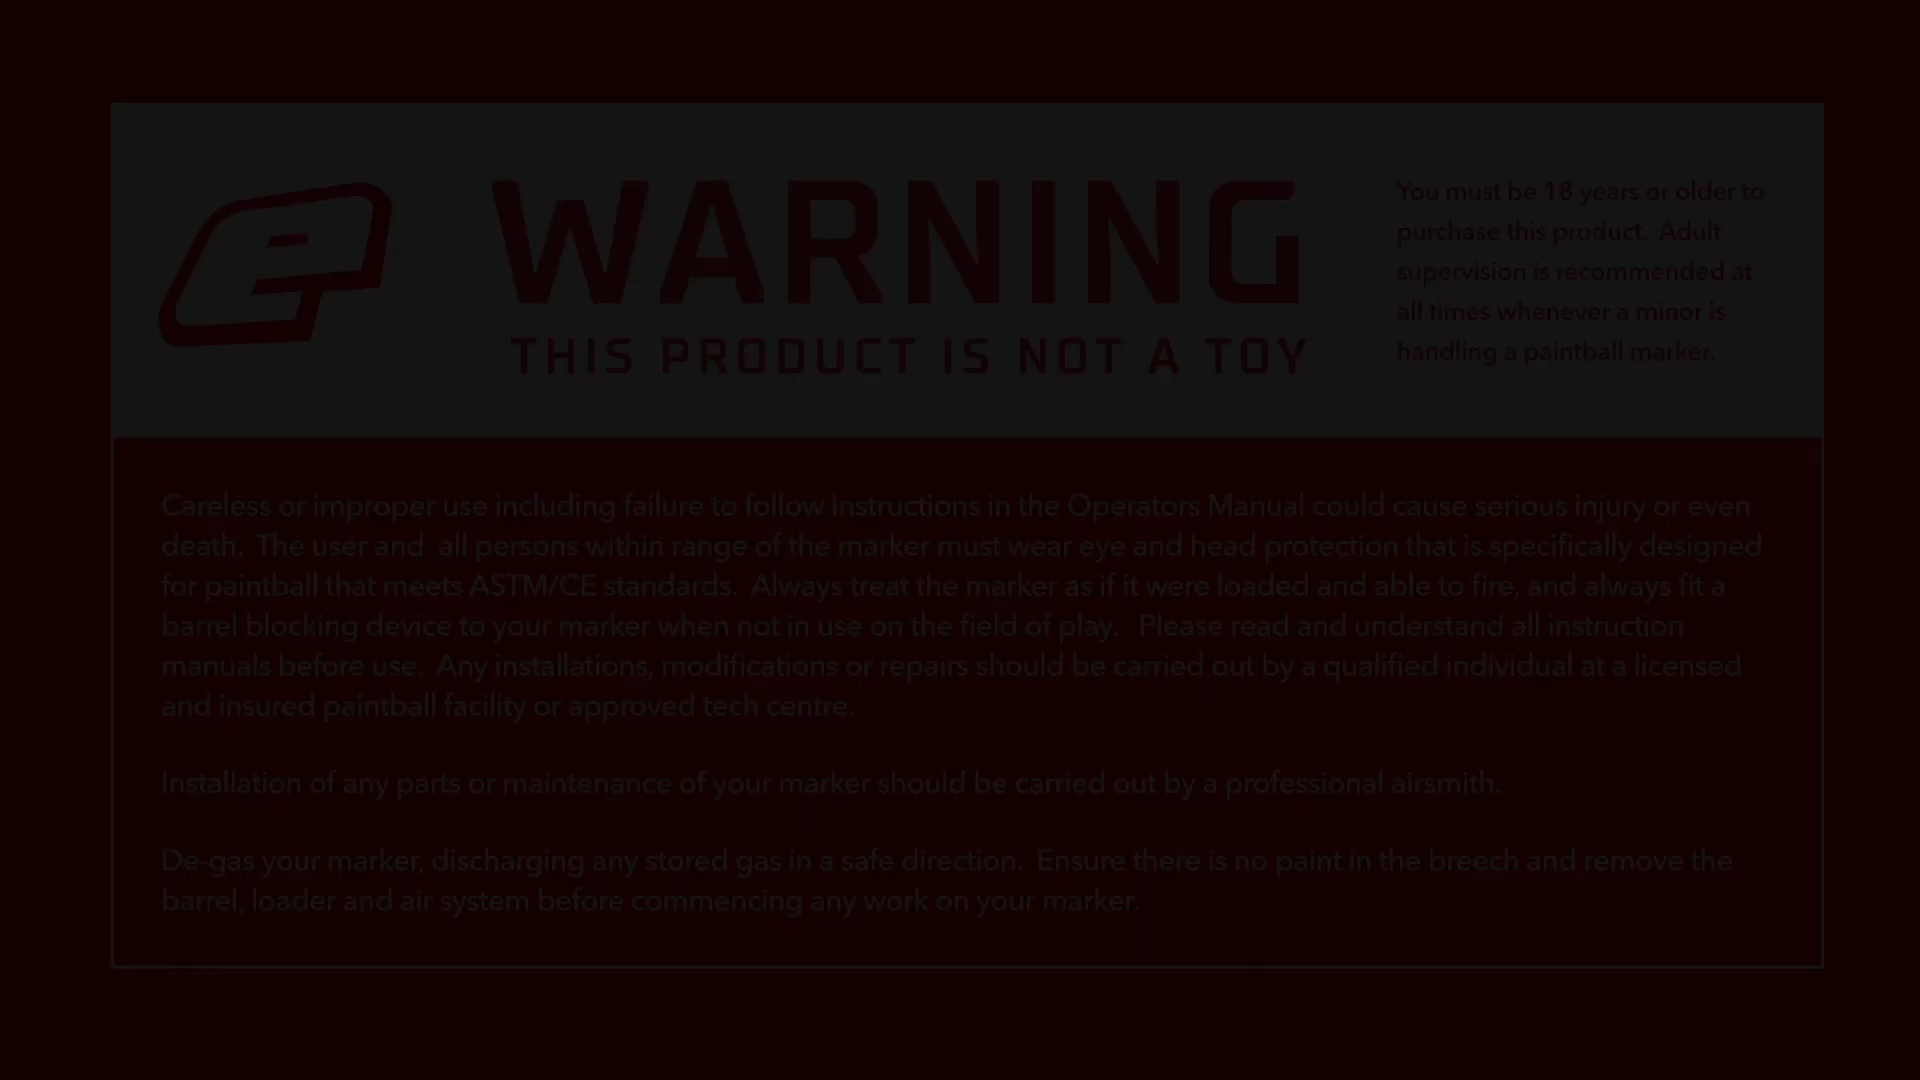 WARNING
THIS PRODUCT IS NOT A TOY
You must be 18 years or older to
purchase this product.  Adult
supervision is recommended at
all times whenever a minor is
handling a paintball marker.
Careless or improper use including failure to follow instructions in the Operators Manual could cause serious injury or even
death.  The user and  all persons within range of the marker must wear eye and head protection that is specifically designed
for paintball that meets ASTM/CE standards.  Always treat the marker as if it were loaded and able to fire, and always fit a
barrel blocking device to your marker when not in use on the field of play.   Please read and understand all instruction
manuals before use.  Any installations, modifications or repairs should be carried out by a qualified individual at a licensed
and insured paintball facility or approved tech centre.
Installation of any parts or maintenance of your marker should be carried out by a professional airsmith.
De-gas your marker, discharging any stored gas in a safe direction.  Ensure there is no paint in the breech and remove the
barrel, loader and air system before commencing any work on your marker.